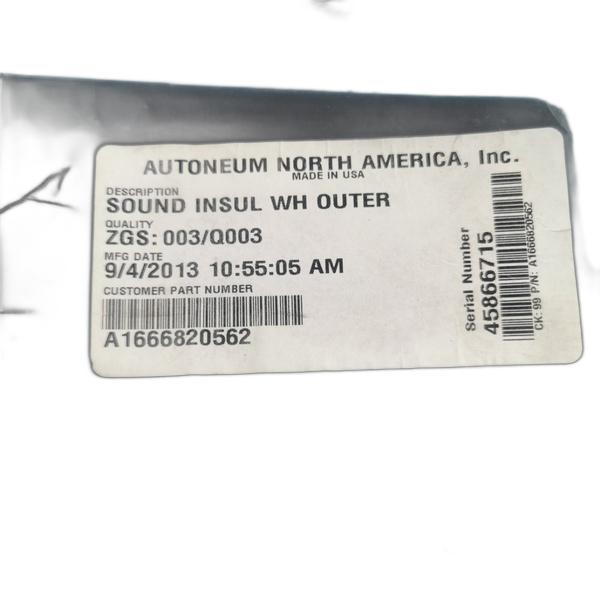 AUTONEUM NORTH AMERICA, Inc.
MADE IN USA
DESCRIPTION
SOUND INSUL WH OUTER
QUALITY
ZGS: 003/Q003
MFG DATE
9/4/2013 10:55:05 AM
CUSTOMER PART NUMBER
A1666820562
Serial Number
45866715
CK: 99 P/N: A1666820562